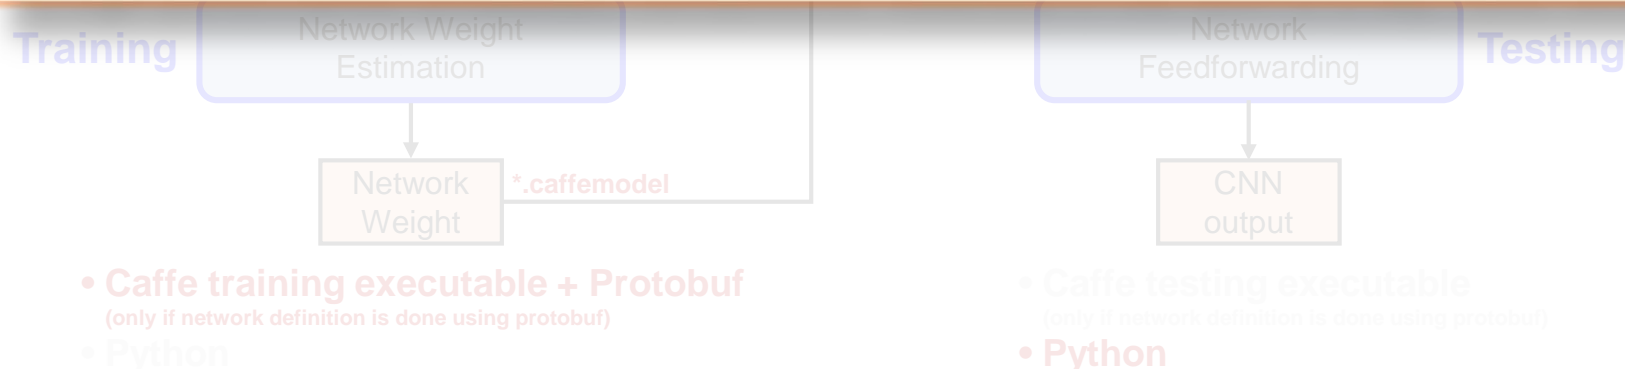 Training
Network Weight
Estimation
Network
Weight
*.caffemodel
• Caffe training executable + Protobuf
(only if network definition is done using protobuf)
• Python
Network
Feedforwarding
Testing
CNN
output
• Caffe testing executable
(only if network definition is done using protobuf)
• Python